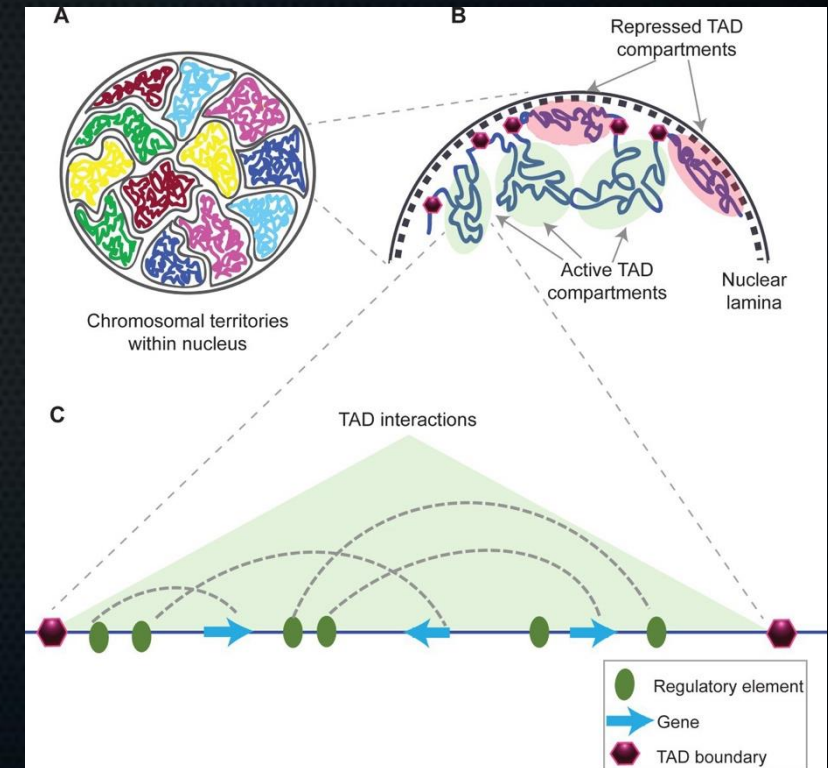 A
B
Repressed TAD
compartments
Active TAD
compartments
Nuclear
lamina
Chromosomal territories
within nucleus
C
TAD interactions
Regulatory element
Gene
TAD boundary